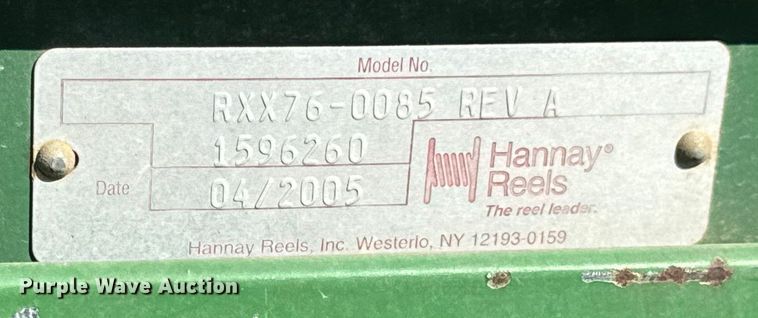 Model No.
RXX76-0085 REV A
1596260
Date 04/2005
Hannay®
Reels
The reel leader.
Hannay Reels, Inc. Westerlo, NY 12193-0159
Purple Wave Auction